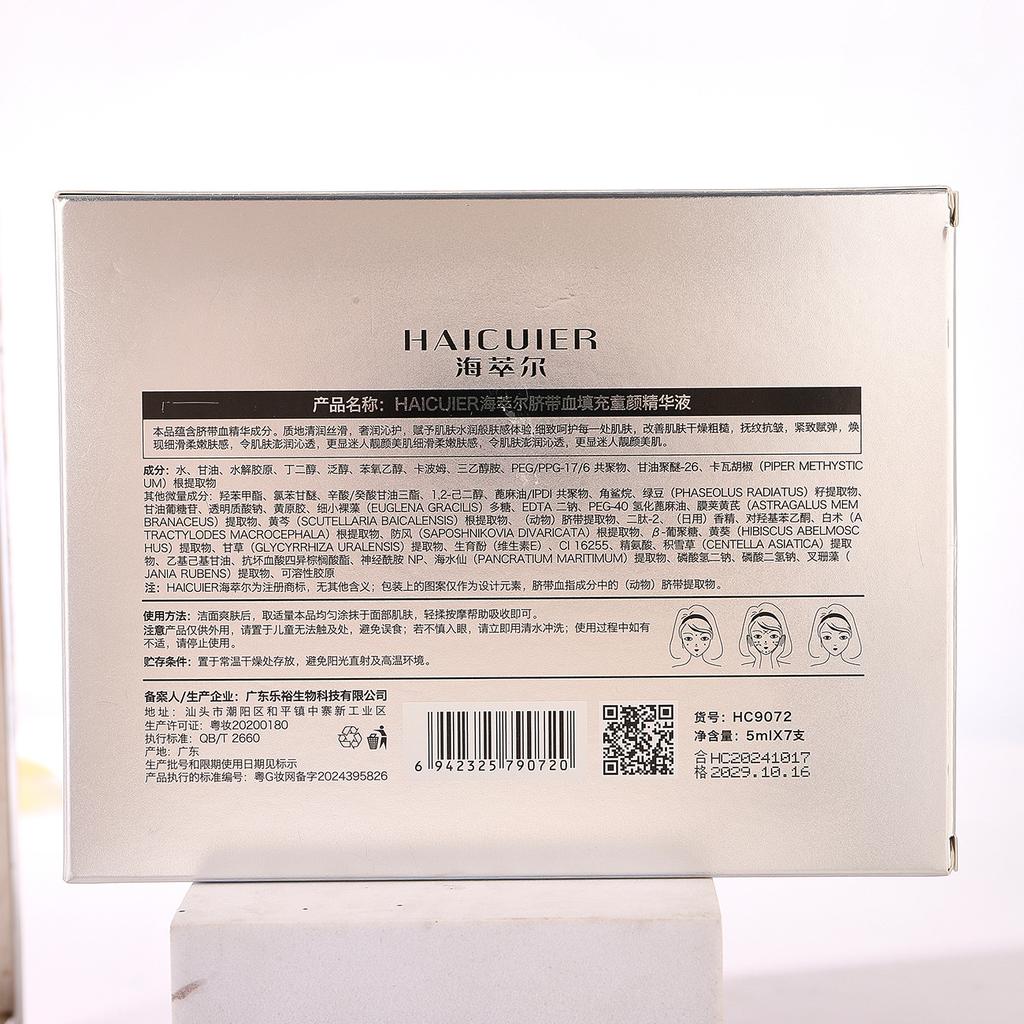 HAICUIER
海萃尔
产品名称：HAICUIER海萃尔脐带血填充童颜精华液
本品蕴含脐带血精华成分。质地清润丝滑，奢润沁护，赋予肌肤水润般肤感体验,细致呵护每一处肌肤，改善肌肤干燥粗糙，抚纹抗皱，紧致赋弹，焕
现细滑柔嫩肤感，令肌肤澎润沁透，更显迷人靓颜美肌细滑柔嫩肤感，令肌肤澎润沁透，更显迷人靓颜美肌。
成分：水、甘油、水解胶原、丁二醇、泛醇、苯氧乙醇、卡波姆、三乙醇胺、PEG/PPG-17/6 共聚物、甘油聚醚-26、卡瓦胡椒（PIPER METHYSTIC
UM）根提取物
其他微量成分：羟苯甲酯、氯苯甘醚、辛酸/癸酸甘油三酯、1,2-己二醇、蓖麻油/IPDI 共聚物、角鲨烷、绿豆（PHASEOLUS RADIATUS）籽提取物、
甘油葡糖苷、透明质酸钠、黄原胶、细小裸藻（EUGLENA GRACILIS）多糖、EDTA 二钠、PEG-40 氢化蓖麻油、膜荚黄芪（ASTRAGALUS MEM
BRANACEUS）提取物、黄芩（SCUTELLARIA BAICALENSIS）根提取物、（动物）脐带提取物、二肽-2、（日用）香精、对羟基苯乙酮、白术（A
TRACTYLODES MACROCEPHALA）根提取物、防风（SAPOSHNIKOVIA DIVARICATA）根提取物、β-葡聚糖、黄葵（HIBISCUS ABELMOSC
HUS）提取物、甘草（GLYCYRRHIZA URALENSIS）提取物、生育酚（维生素E）、CI 16255、精氨酸、积雪草（CENTELLA ASIATICA）提取
物、乙基己基甘油、抗坏血酸四异棕榈酸酯、神经酰胺 NP、海水仙（PANCRATIUM MARITIMUM）提取物、磷酸氢二钠、磷酸二氢钠、叉珊藻（
JANIA RUBENS）提取物、可溶性胶原
注：HAICUIER海萃尔为注册商标，无其他含义；包装上的图案仅作为设计元素，脐带血指成分中的（动物）脐带提取物。
使用方法：洁面爽肤后，取适量本品均匀涂抹于面部肌肤，轻揉按摩帮助吸收即可。
注意产品仅供外用，请置于儿童无法触及处，避免误食；若不慎入眼，请立即用清水冲洗；使用过程中如有
不适，请停止使用。
贮存条件：置于常温干燥处存放，避免阳光直射及高温环境。
备案人/生产企业：广东乐裕生物科技有限公司
地址：汕头市潮阳区和平镇中寨新工业区
生产许可证：粤妆20200180
执行标准：QB/T 2660
产地：广东
生产批号和限期使用日期见标示
产品执行的标准编号：粤G妆网备字2024395826
6 942325 790720
货号：HC9072
净含量：5mlX7支
合HC20241017
格2029.10.16